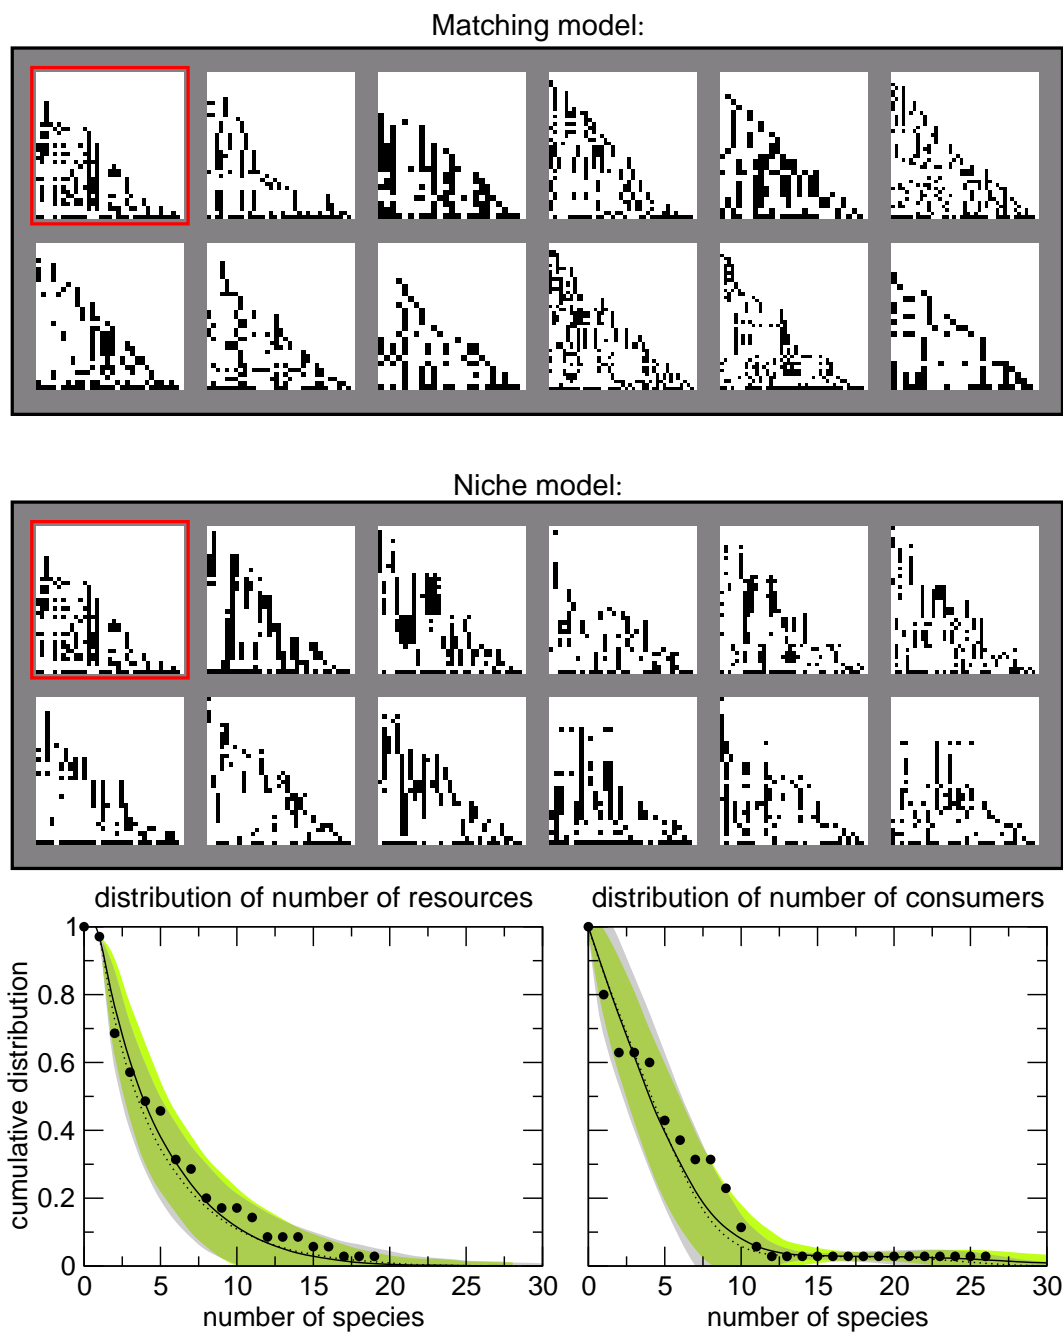 Matching model:
Niche model:
distribution of number of resources
distribution of number of consumers
cumulative distribution
1
0.8
0.6
0.4
0.2
0
0 5 10 15 20 25 30
0 5 10 15 20 25 30
number of species
number of species